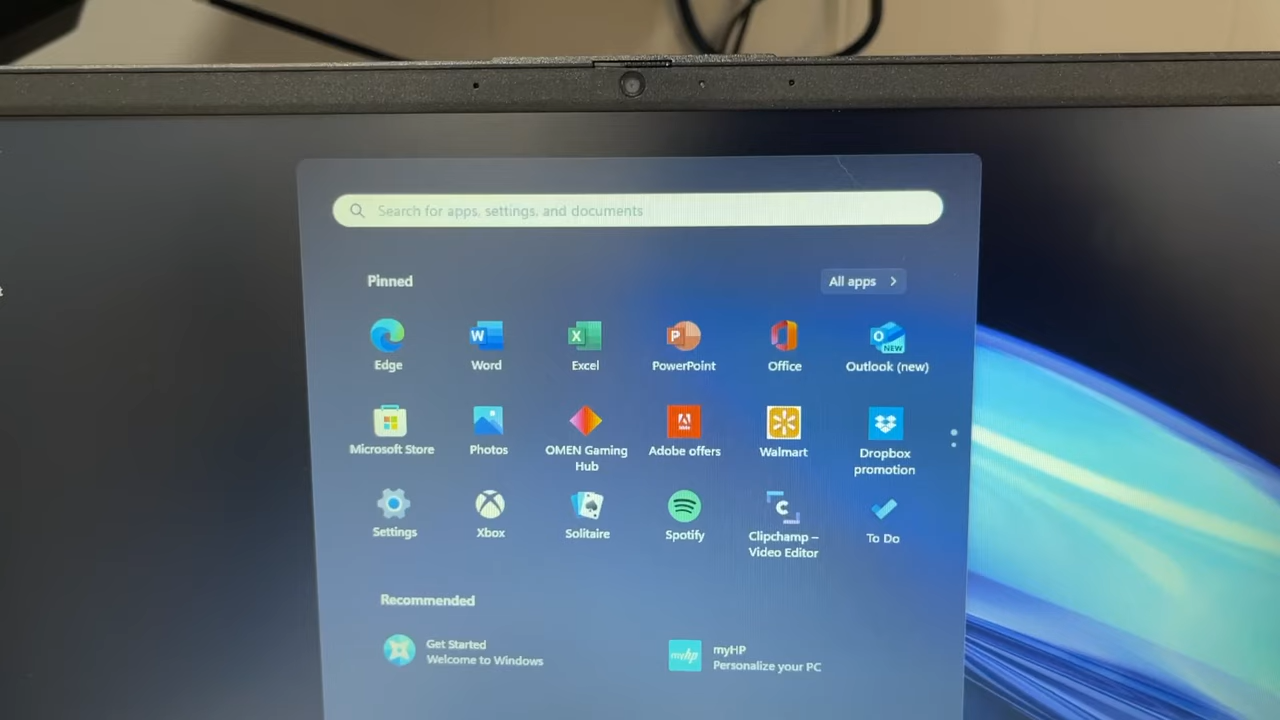 Search for apps, settings, and documents
Pinned
All apps
Edge
Word
Excel
PowerPoint
Office
Outlook (new)
W
X
P
O
NEW
Microsoft Store
Photos
OMEN Gaming
Hub
Adobe offers
Walmart
Dropbox
promotion
Settings
Xbox
Solitaire
Spotify
C
Clipchamp –
Video Editor
To Do
Recommended
Get Started
Welcome to Windows
myhp
myHP
Personalize your PC
t